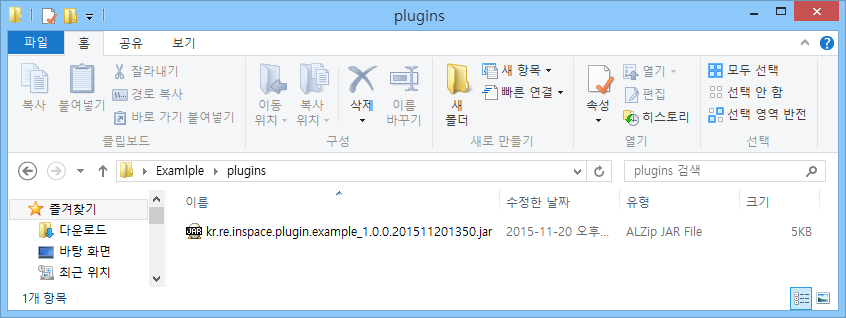 plugins
파일 홈 공유 보기
복사 붙여넣기 잘라내기 경로 복사 바로 가기 붙여넣기 클립보드
이동 위치 복사 위치 삭제 이름 바꾸기 구성
새 폴더 새 항목 빠른 연결 새로 만들기
속성 열기 편집 히스토리 열기
모두 선택 선택 안 함 선택 영역 반전 선택
Examlple plugins plugins 검색
즐겨찾기
다운로드
바탕 화면
최근 위치
이름 수정한 날짜 유형 크기
kr.re.inspace.plugin.example_1.0.0.201511201350.jar 2015-11-20 오후... ALZip JAR File 5KB
1개 항목